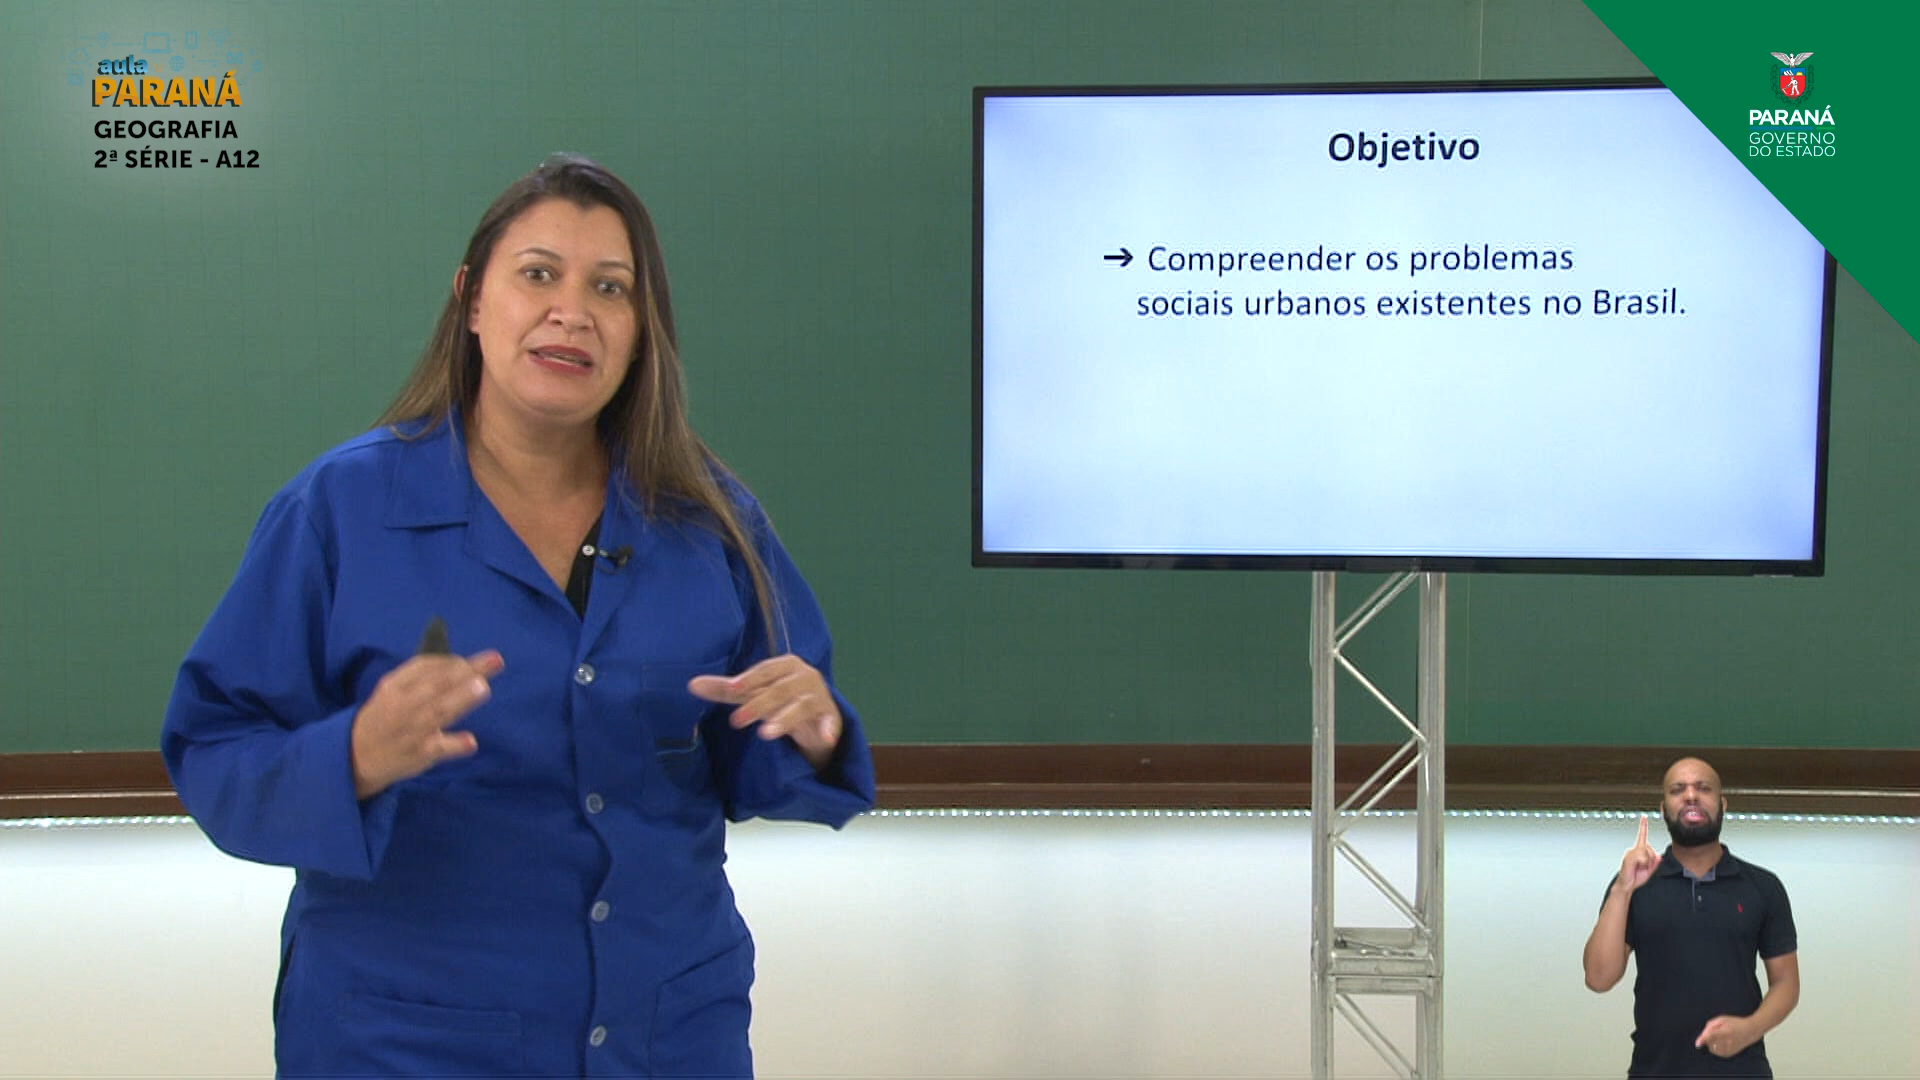 aula
PARANÁ
GEOGRAFIA
2ª SÉRIE - A12
Objetivo
➔ Compreender os problemas
sociais urbanos existentes no Brasil.
PARANÁ
GOVERNO
DO ESTADO